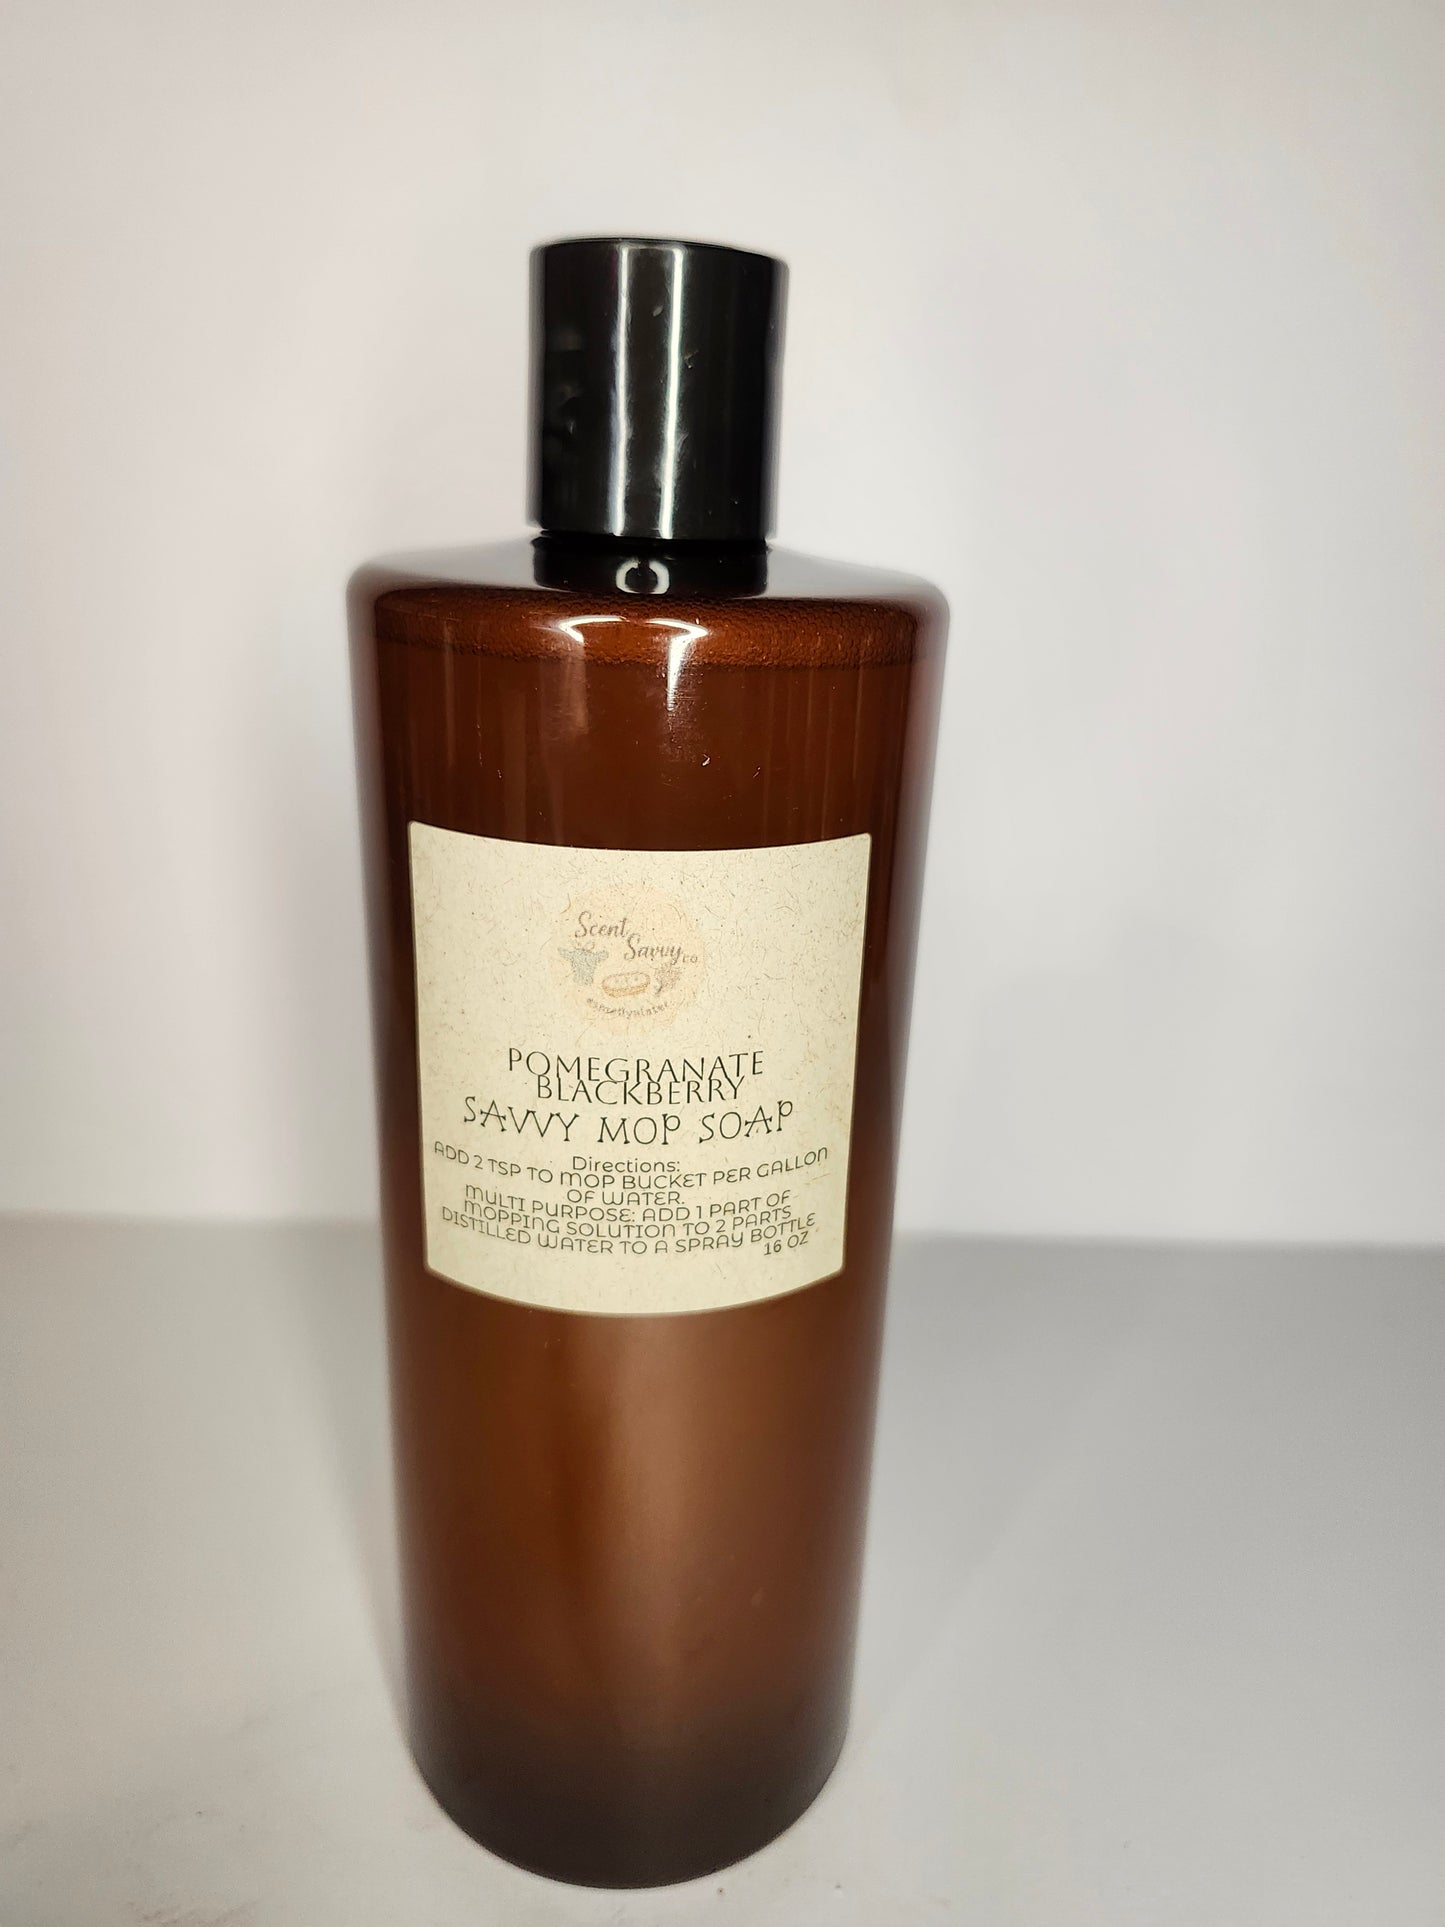 Scent
Savvy co.
POMEGRANATE
BLACKBERRY
SAVVY MOP SOAP
Directions:
ADD 2 TSP TO MOP BUCKET PER GALLON
OF WATER.
MULTI PURPOSE: ADD 1 PART OF
MOPPING SOLUTION TO 2 PARTS
DISTILLED WATER TO A SPRAY BOTTLE
16 OZ